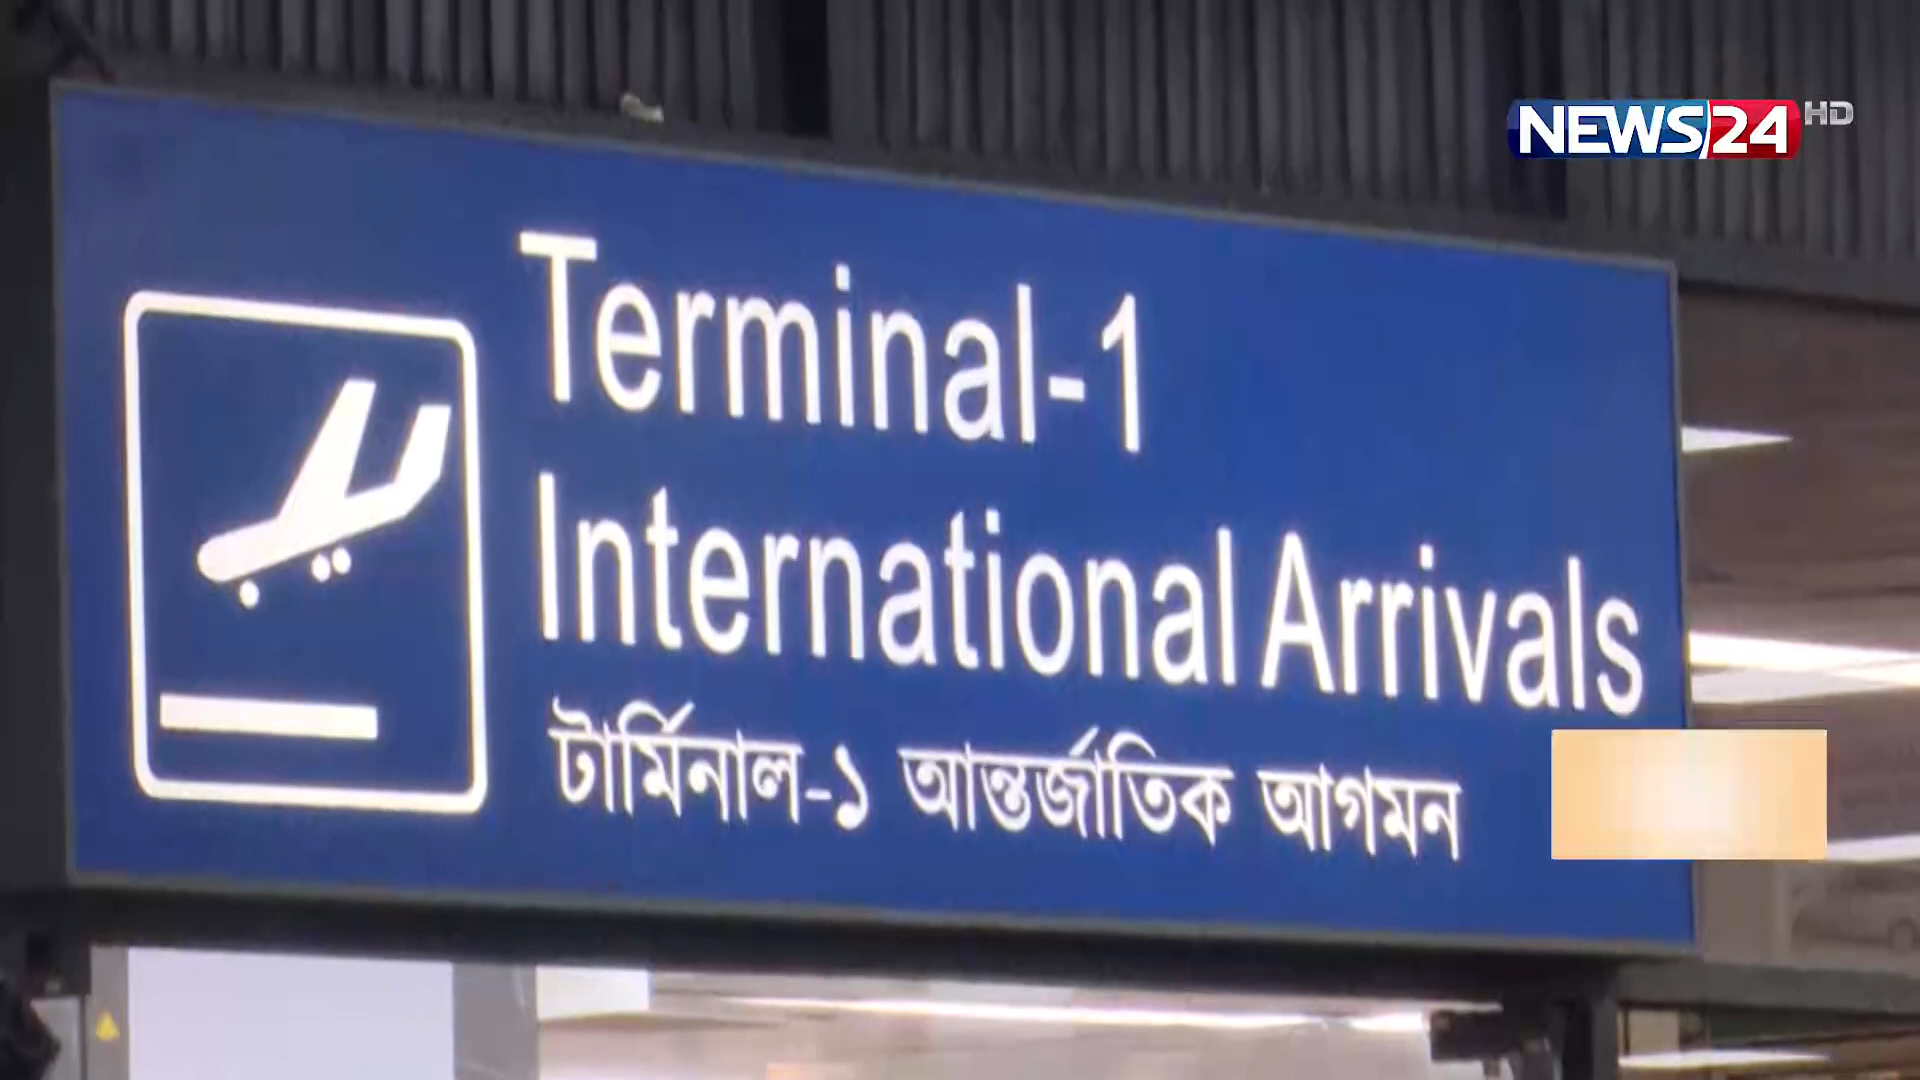 NEWS24 HD
Terminal-1
International Arrivals
টার্মিনাল-১ আন্তর্জাতিক আগমন